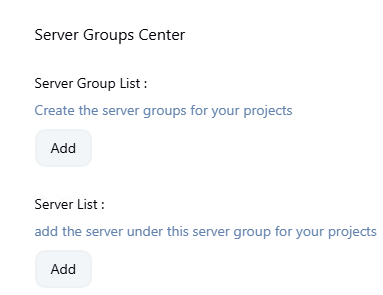 Server Groups Center
Server Group List :
Create the server groups for your projects
Add
Server List :
add the server under this server group for your projects
Add